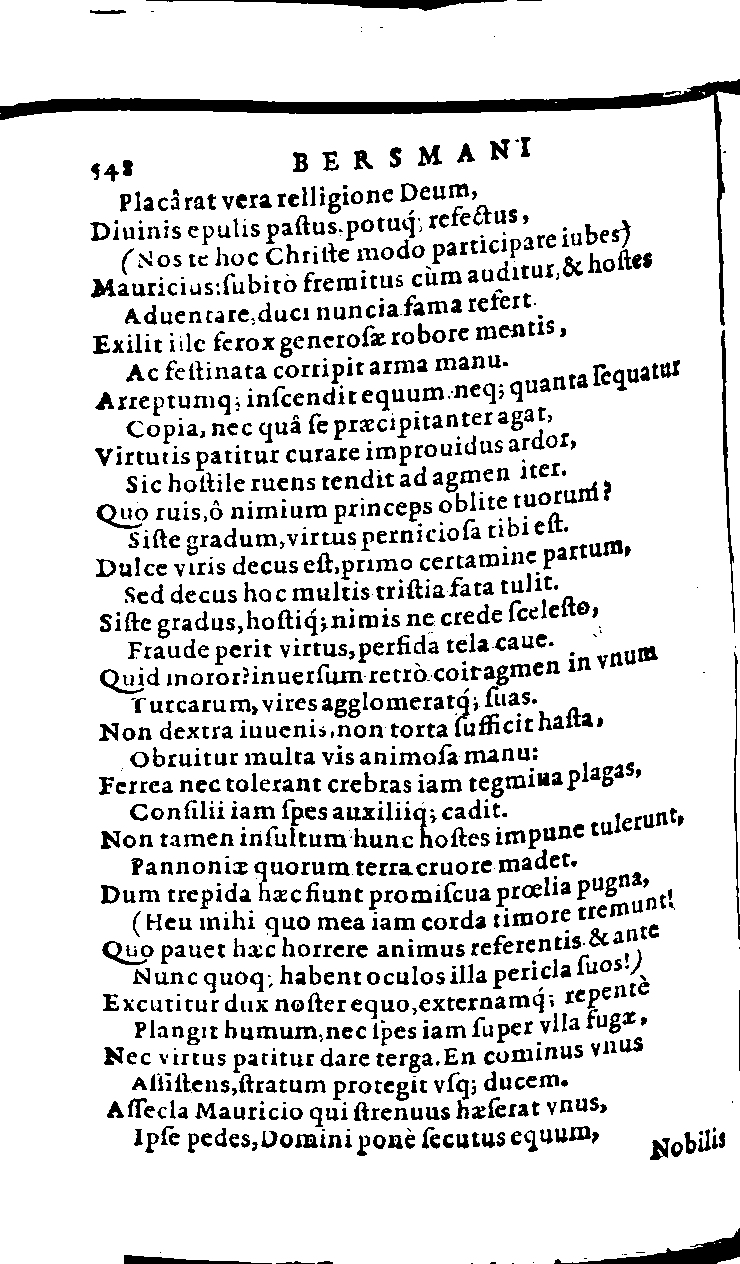 548 BERSMANI
Placârat vera relligione Deum,
Diuinis epulis paſtus, potuq́; refectus,
(Nos te hoc Chriſte modo participare iubes)
Mauricius: ſubitò fremitus cùm auditur, & hoſtes
Aduentare, duci nuncia fama refert.
Exilit ille ferox generoſæ robore mentis,
Ac feſtinata corripit arma manu.
Arreptumq; inſcendit equum. neq; quanta ſequatur
Copia, nec quâ ſe præcipitanter agat,
Virtutis patitur curare improuidus ardor,
Sic hoſtile ruens tendit ad agmen iter.
Quo ruis, ô nimium princeps oblite tuorum?
Siſte gradum, virtus pernicioſa tibi eſt.
Dulce viris decus eſt, primo certamine partum,
Sed decus hoc multis triſtia fata tulit.
Siſte gradus, hoſtiq́; nimis ne crede ſceleſto,
Fraude perit virtus, perfida tela caue.
Quid moror? inuerſum retrò coit agmen in vnum
Turcarum, vires agglomeratq́; ſuas.
Non dextra iuuenis, non torta ſufficit haſta,
Obruitur multa vis animoſa manu:
Ferrea nec tolerant crebras iam tegmina plagas,
Conſilii iam ſpes auxiliiq; cadit.
Non tamen inſultum hunc hoſtes impune tulerunt,
Pannoniæ quorum terra cruore madet.
Dum trepida hæc fiunt promiſcua prœlia pugna,
(Heu mihi quo mea iam corda timore tremunt!
Quo pauet hæc horrere animus referentis & ante
Nunc quoq; habent oculos illa pericla ſuos!)
Excutitur dux noſter equo, externamq́; repentè
Plangit humum, nec ſpes iam ſuper vlla fugæ,
Nec virtus patitur dare terga. En cominus vnus
Aſſiſtens, ſtratum protegit vſq; ducem.
Aſſecla Mauricio qui ſtrenuus hæſerat vnus,
Ipſe pedes, Domini ponè ſecutus equum,
Nobilis